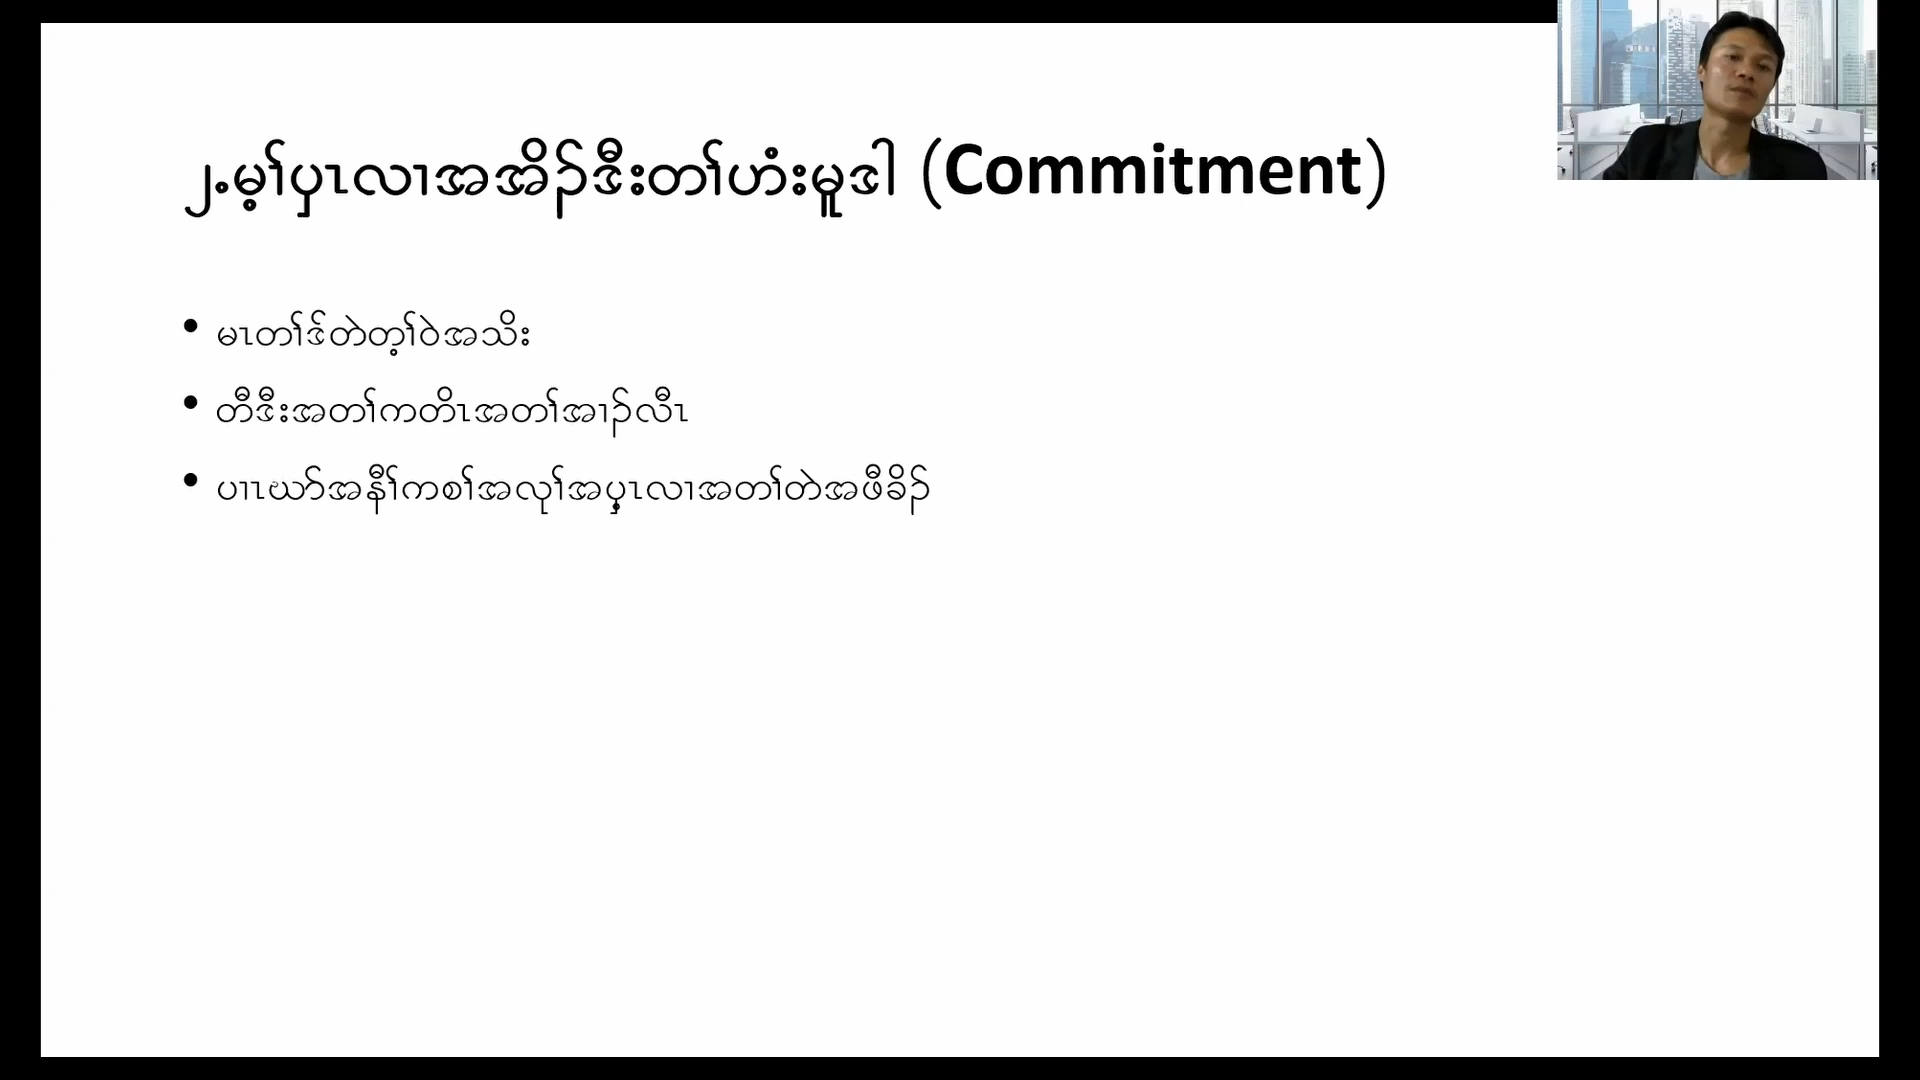 ၂.မ့ၢ်ပှၤလၢအအိၣ်ဒီးတၢ်ဟံးမူဒါ (Commitment)
• မၤတၢ်ဒ်တဲတ့ၢ်ဝဲအသိး
• တီဒီးအတၢ်ကတိၤအတၢ်အၢၣ်လီၤ
• ပၢၤဃာ်အနီၢ်ကစၢ်အလုၢ်အပှ့ၤလၢအတၢ်တဲအဖီခိၣ်